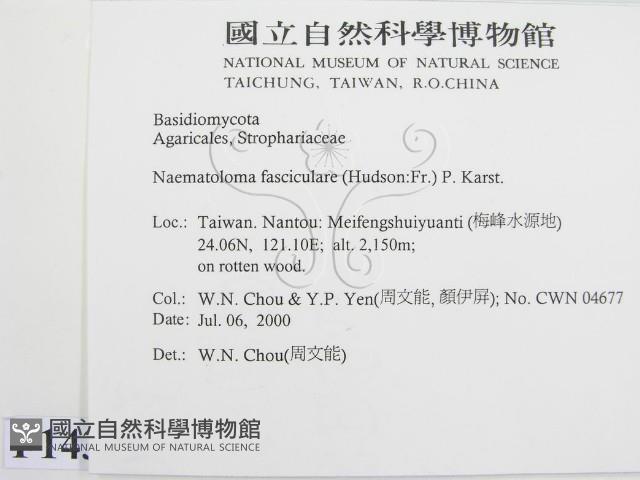 國立自然科學博物館
NATIONAL MUSEUM OF NATURAL SCIENCE
TAICHUNG, TAIWAN, R.O.CHINA
Basidiomycota
Agaricales, Strophariaceae
Naematoloma fasciculare (Hudson:Fr.) P. Karst.
Loc.: Taiwan. Nantou: Meifengshuiyuanti (梅峰水源地)
24.06N, 121.10E; alt. 2,150m;
on rotten wood.
Col.: W.N. Chou & Y.P. Yen(周文能, 顏伊屏); No. CWN 04677
Date: Jul. 06, 2000
Det.: W.N. Chou(周文能)
國立自然科學博物館
NATIONAL MUSEUM OF NATURAL SCIENCE